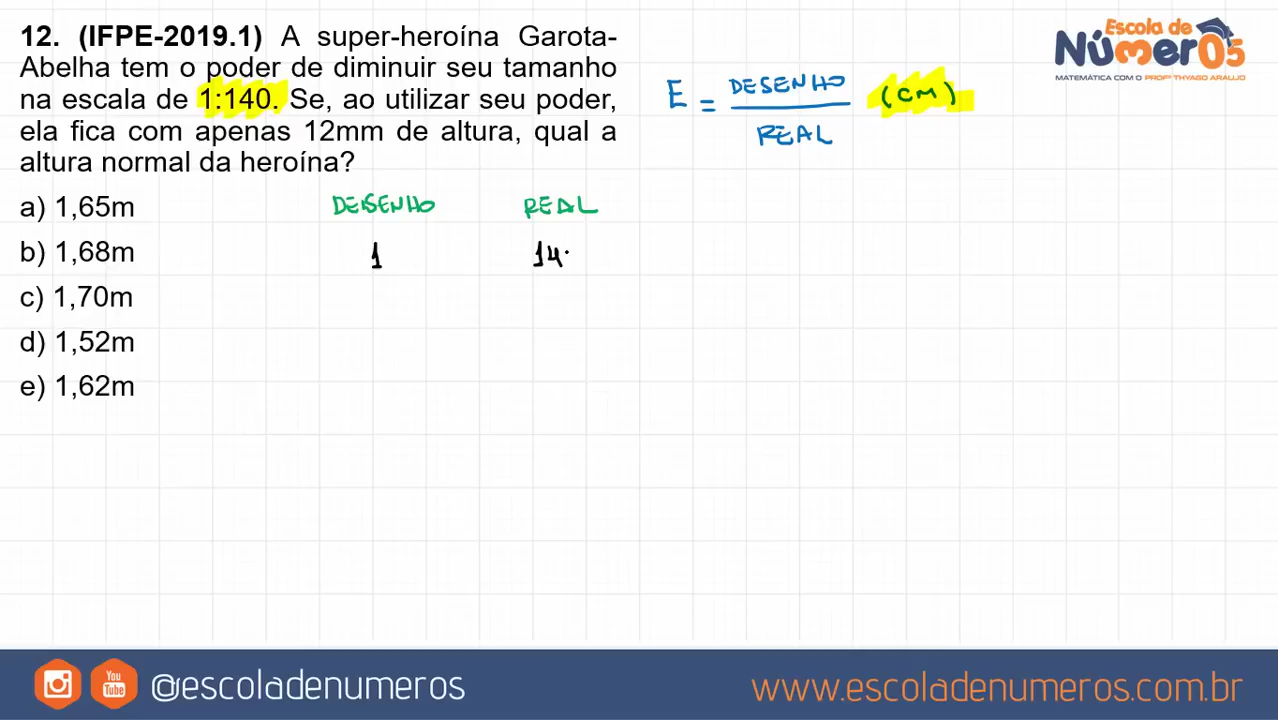 12. (IFPE-2019.1) A super-heroína Garota-
Abelha tem o poder de diminuir seu tamanho
na escala de 1:140. Se, ao utilizar seu poder,
ela fica com apenas 12mm de altura, qual a
altura normal da heroína?
a) 1,65m
b) 1,68m
c) 1,70m
d) 1,52m
e) 1,62m
DESENHO REAL
1 14
E = DESENHO (CM)
REAL
Escola de
NúmerOs
MATEMÁTICA COM O PROFº THYAGO ARAÚJO
You
Tube
@escoladenumeros
www.escoladenumeros.com.br